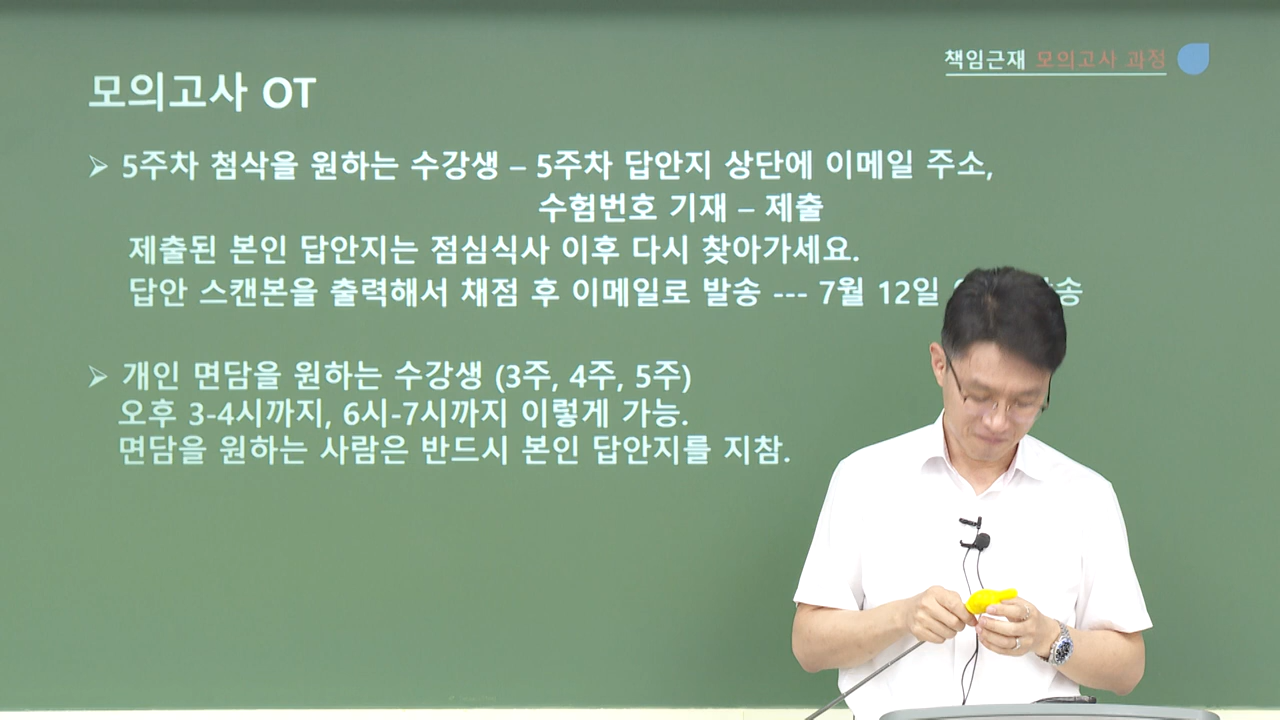 책임근재 모의고사 과정
모의고사 OT
➢ 5주차 첨삭을 원하는 수강생 – 5주차 답안지 상단에 이메일 주소,
수험번호 기재 – 제출
제출된 본인 답안지는 점심식사 이후 다시 찾아가세요.
답안 스캔본을 출력해서 채점 후 이메일로 발송 --- 7월 12일
➢ 개인 면담을 원하는 수강생 (3주, 4주, 5주)
오후 3-4시까지, 6시-7시까지 이렇게 가능.
면담을 원하는 사람은 반드시 본인 답안지를 지참.